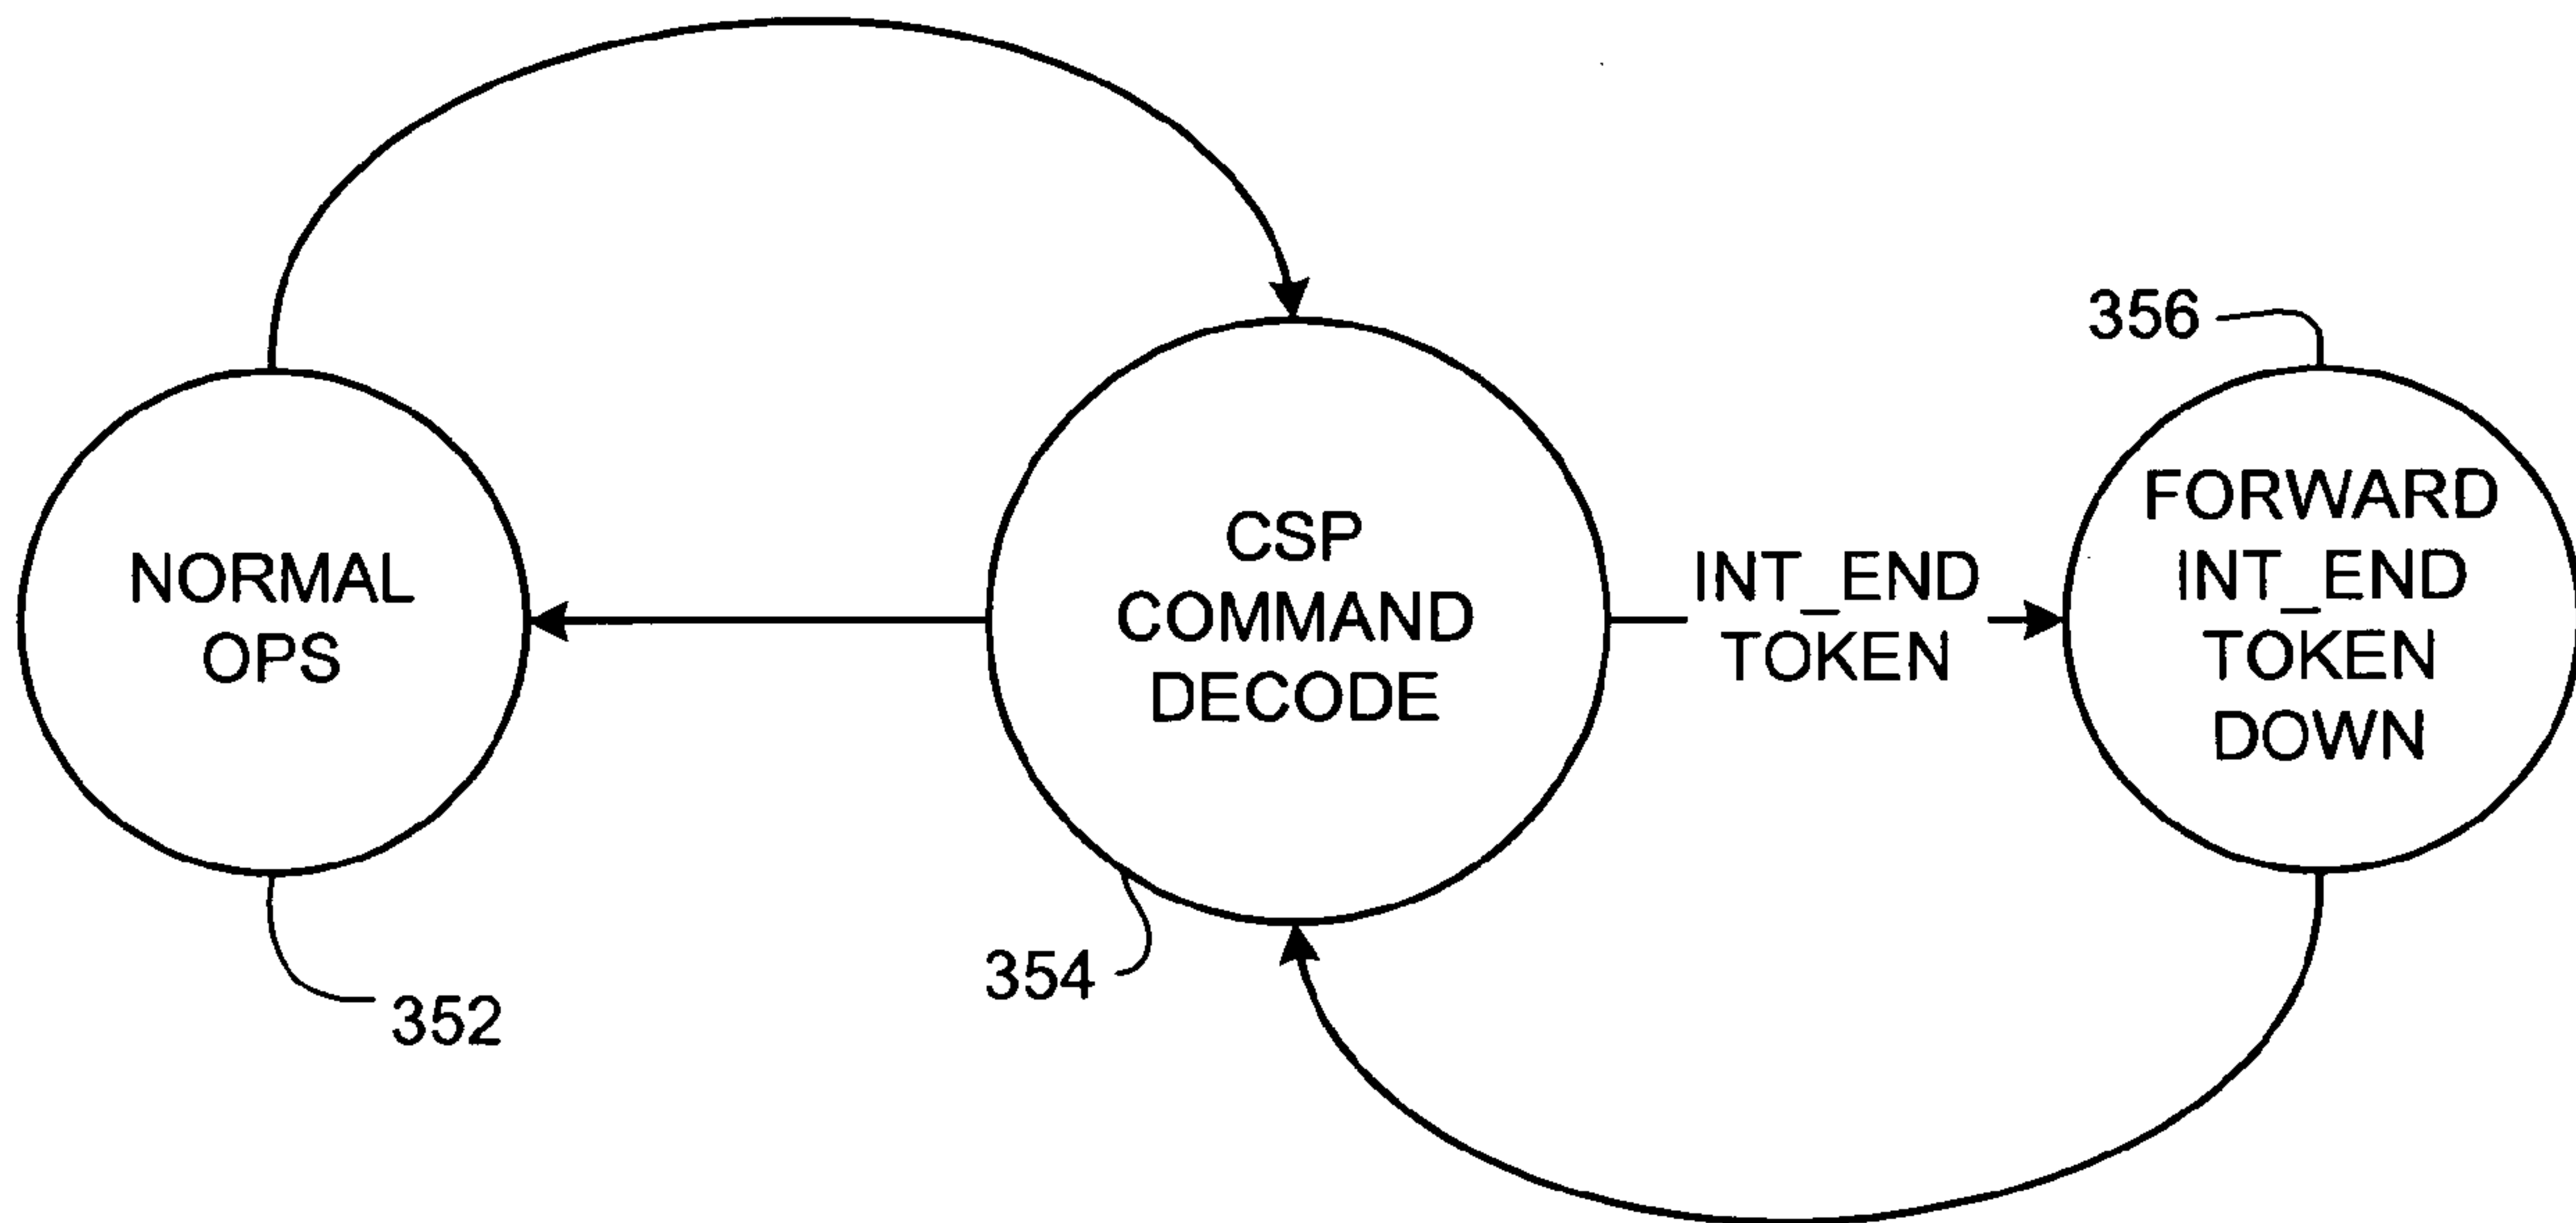 356
NORMAL
OPS
CSP
COMMAND
DECODE
INT_END
TOKEN
FORWARD
INT_END
TOKEN
DOWN
354
352